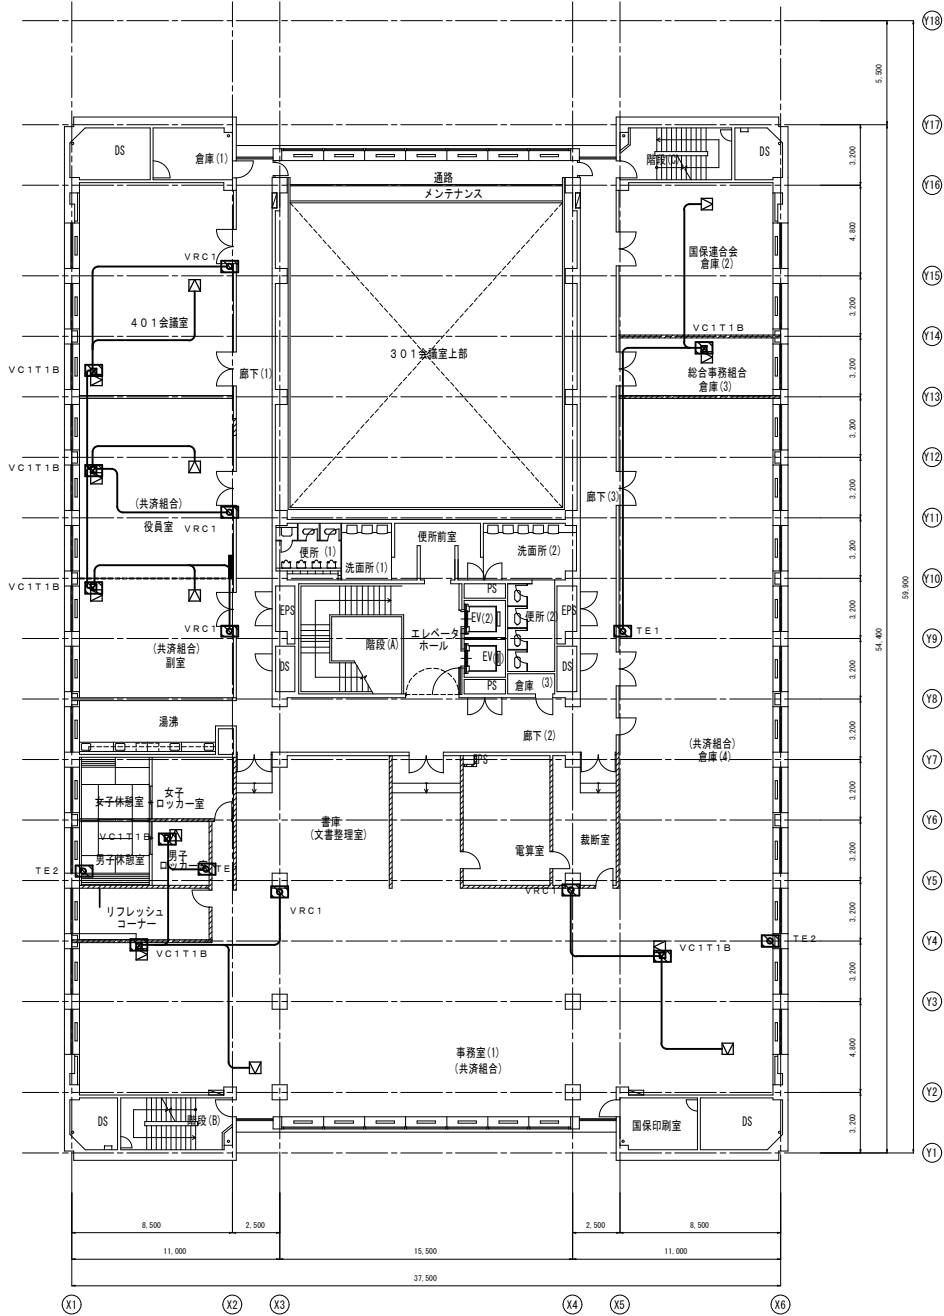 Y18
5,500
Y17
DS
倉庫(1)
階段(C)
DS
3,200
通路
メンテナンス
Y16
国保連合会
倉庫(2)
4,800
VRC1
Y15
401会議室
3,200
VC1T1B
Y14
301会議室上部
VC1T1B
廊下(1)
総合事務組合
倉庫(3)
3,200
Y13
3,200
VC1T1B
Y12
(共済組合)
役員室
VRC1
廊下(3)
3,200
Y11
便所(1)
洗面所(1)
便所前室
洗面所(2)
3,200
VC1T1B
Y10
PS
59,900
EPS
EV(2)
便所(2)
EPS
3,200
VRC1
階段(A)
エレベータ
ホール
TE1
54,400
Y9
(共済組合)
副室
DS
EV(1)
DS
3,200
PS
倉庫(3)
Y8
湯沸
廊下(2)
(共済組合)
倉庫(4)
3,200
EPS
Y7
女子休憩室
女子
ロッカー室
3,200
書庫
(文書整理室)
Y6
VC1T1B
男子休憩室
男子
ロッカー室
電算室
裁断室
3,200
TE2
TE
Y5
リフレッシュ
コーナー
VRC1
VRC1
3,200
VC1T1B
VC1T1B
TE2
Y4
3,200
Y3
事務室(1)
(共済組合)
4,800
Y2
DS
階段(B)
国保印刷室
DS
3,200
Y1
8,500
2,500
2,500
8,500
11,000
15,500
11,000
37,500
X1
X2
X3
X4
X5
X6